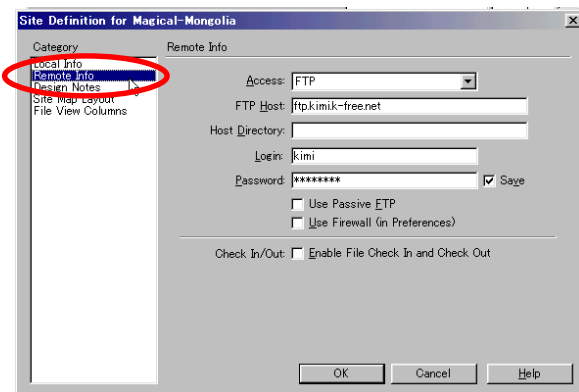 Site Definition for Magical-Mongolia
Category
Local Info
Remote Info
Design Notes
Site Map Layout
File View Columns
Remote Info
Access: FTP
FTP Host: ftp.kimi.k-free.net
Host Directory:
Login: kimi
Password: ******** Save
Use Passive FTP
Use Firewall (in Preferences)
Check In/Out: Enable File Check In and Check Out
OK Cancel Help